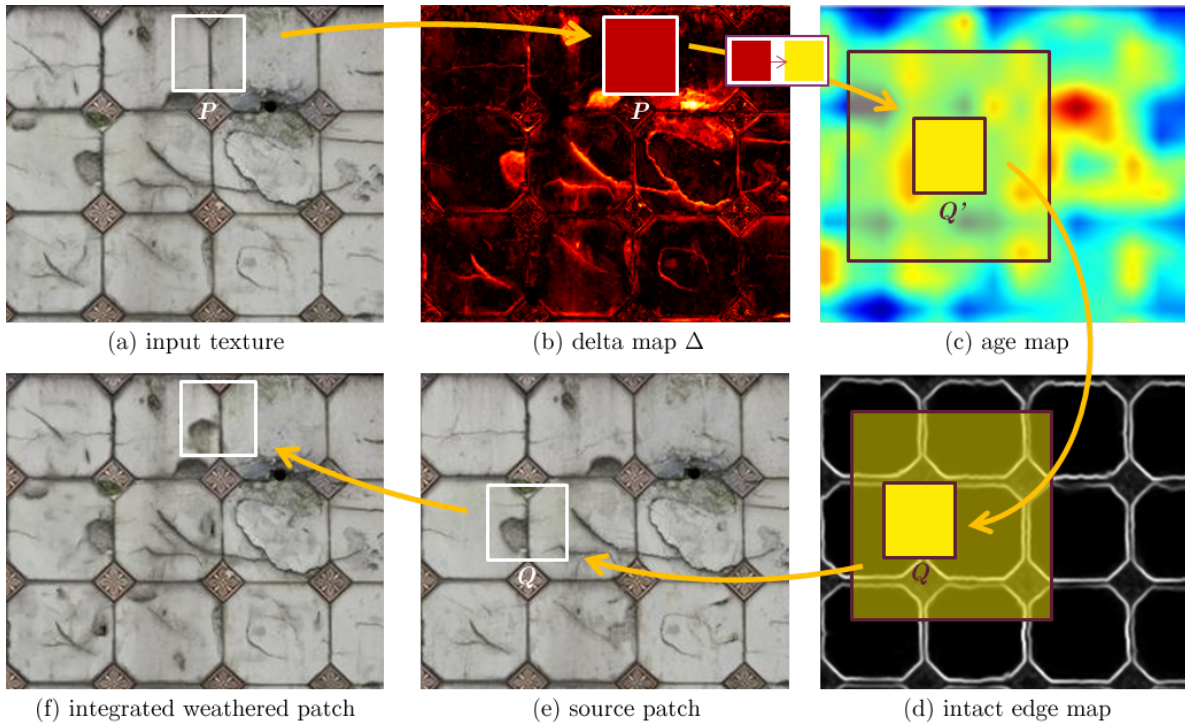 P
P
Q’
(a) input texture
(b) delta map Δ
(c) age map
Q
Q
(f) integrated weathered patch
(e) source patch
(d) intact edge map